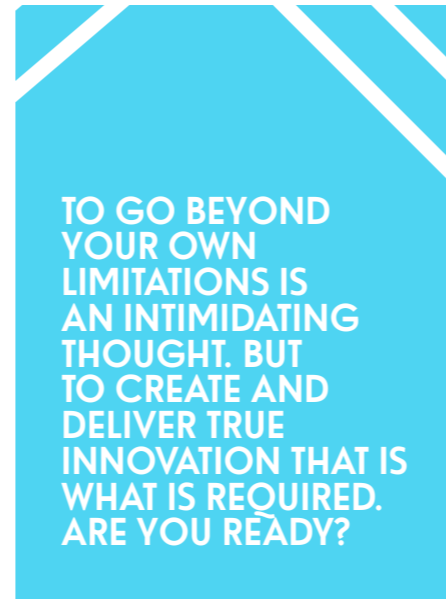 TO GO BEYOND
YOUR OWN
LIMITATIONS IS
AN INTIMIDATING
THOUGHT. BUT
TO CREATE AND
DELIVER TRUE
INNOVATION THAT IS
WHAT IS REQUIRED.
ARE YOU READY?